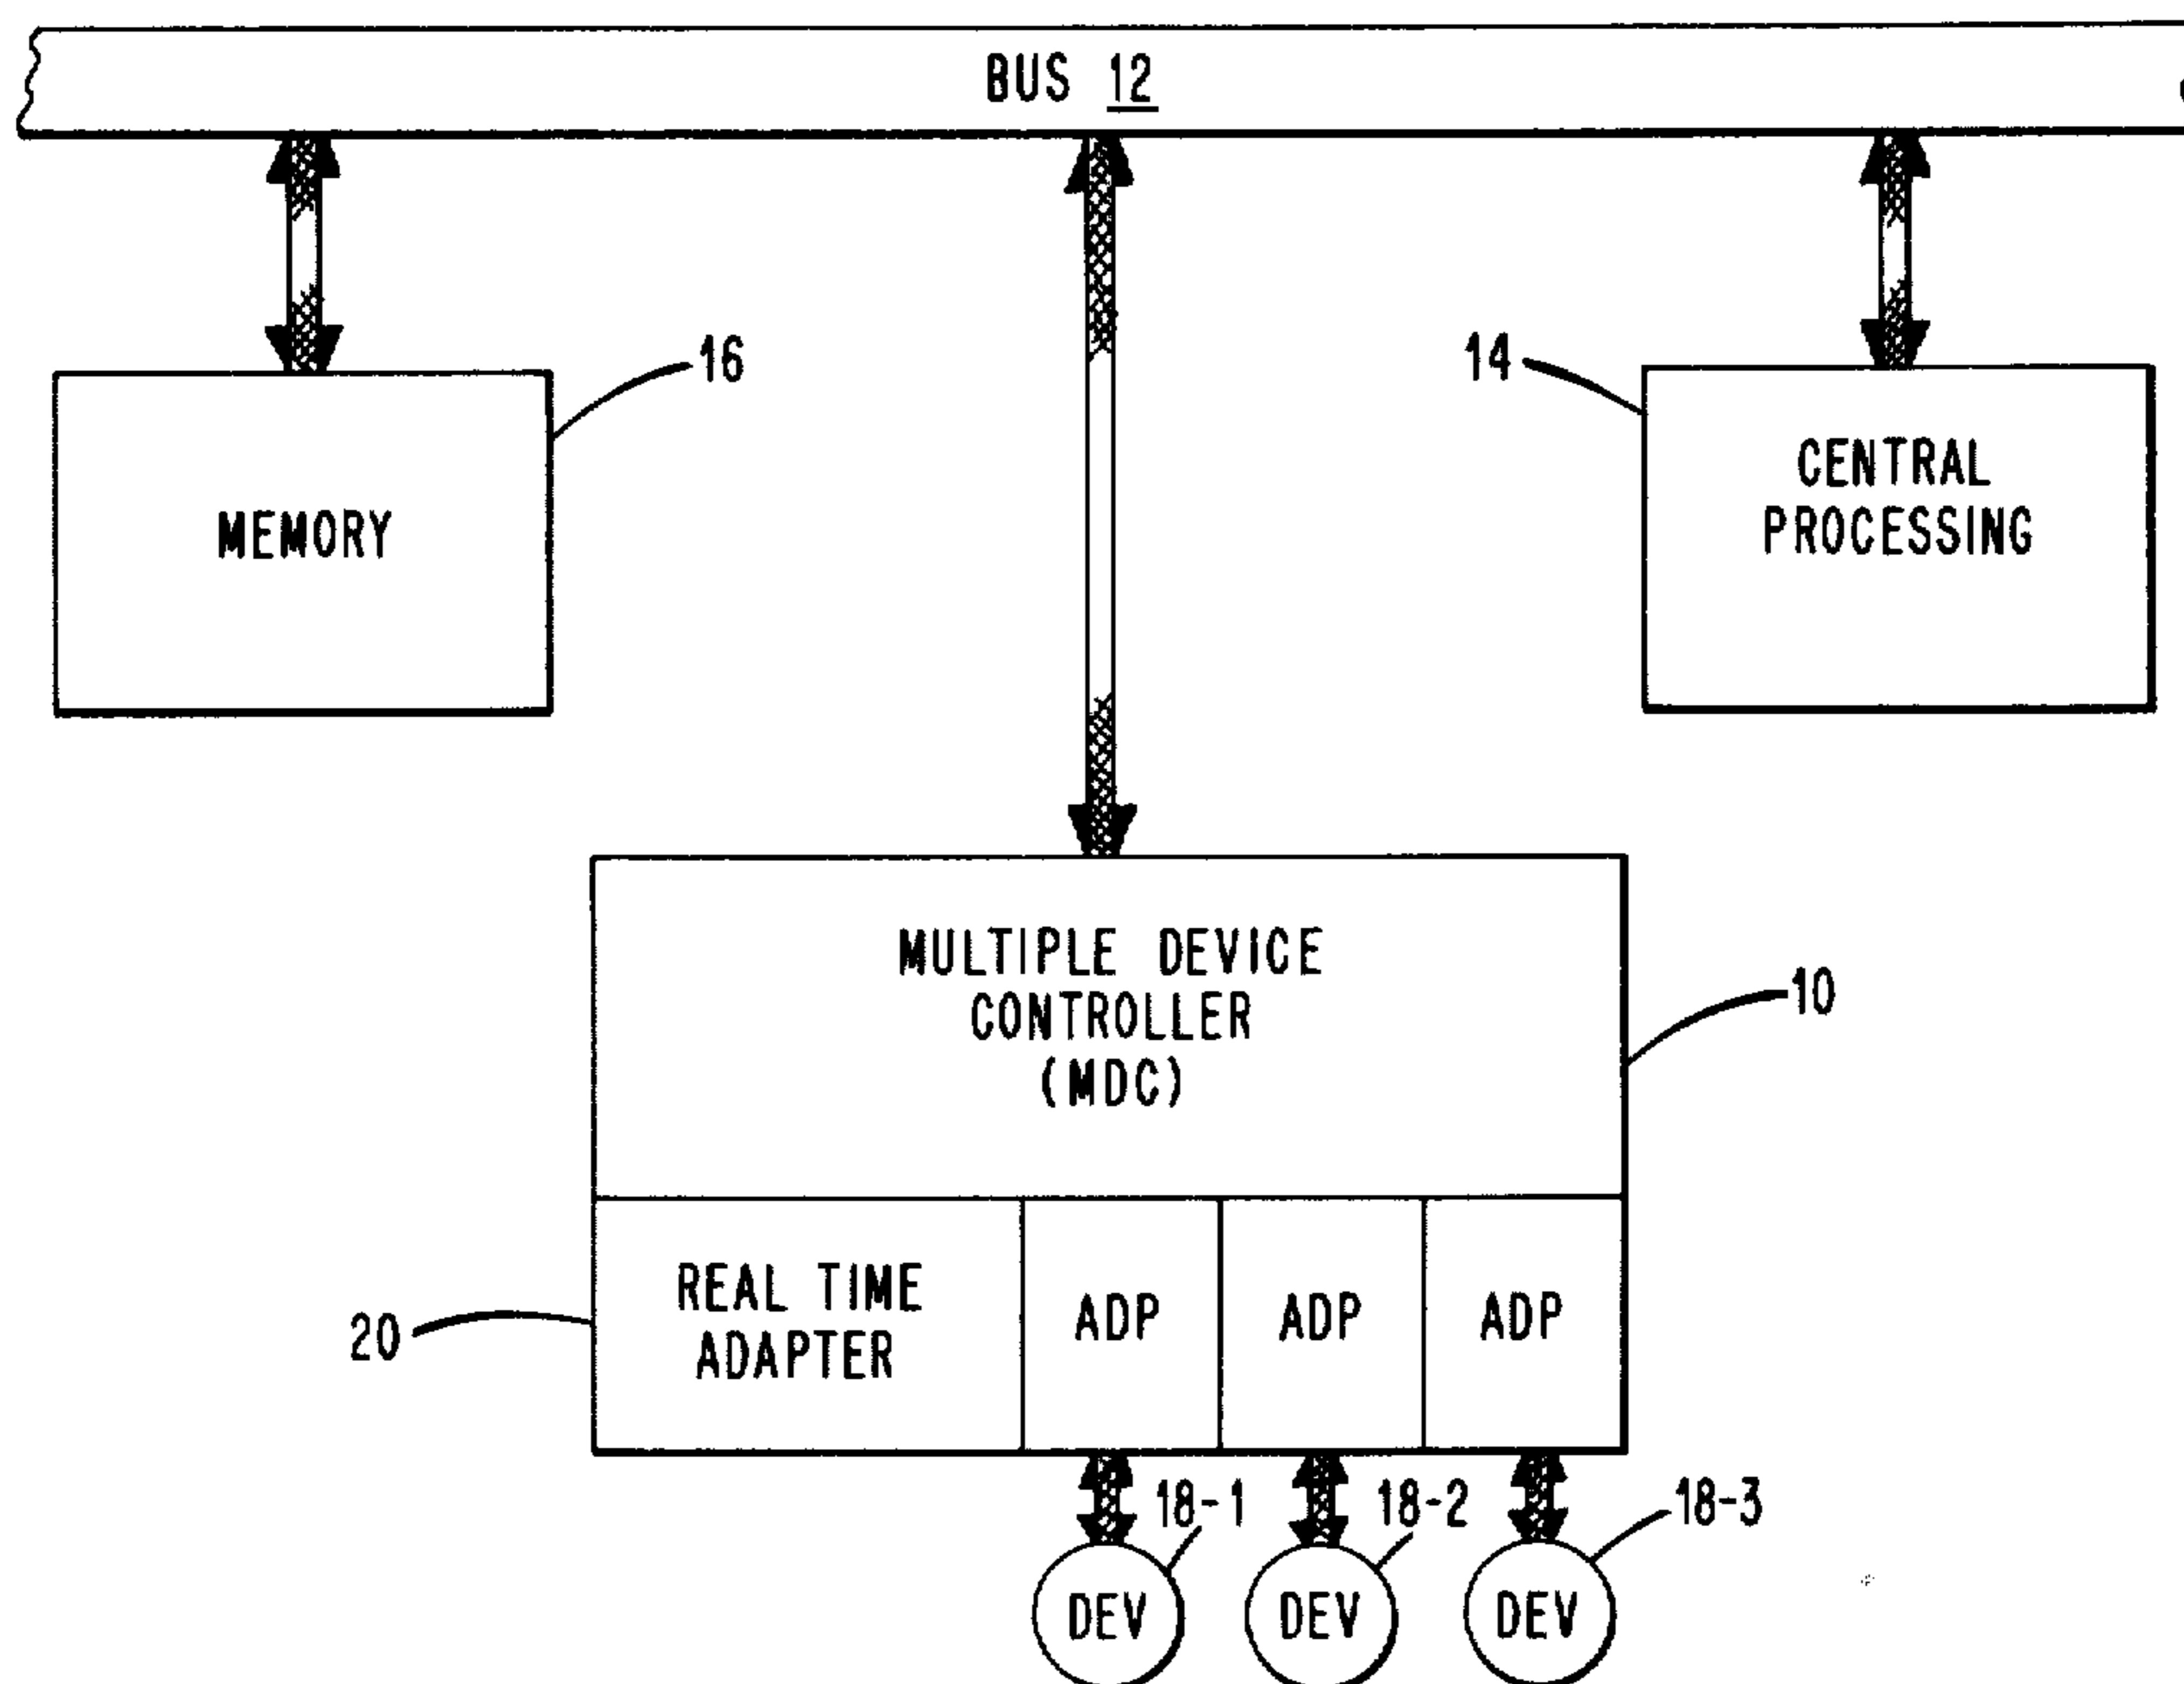 BUS 12
16
14
MEMORY
CENTRAL
PROCESSING
MULTIPLE DEVICE
CONTROLLER
(MDC)
10
REAL TIME
ADAPTER
ADP
ADP
ADP
20
18-1
18-2
18-3
DEV
DEV
DEV